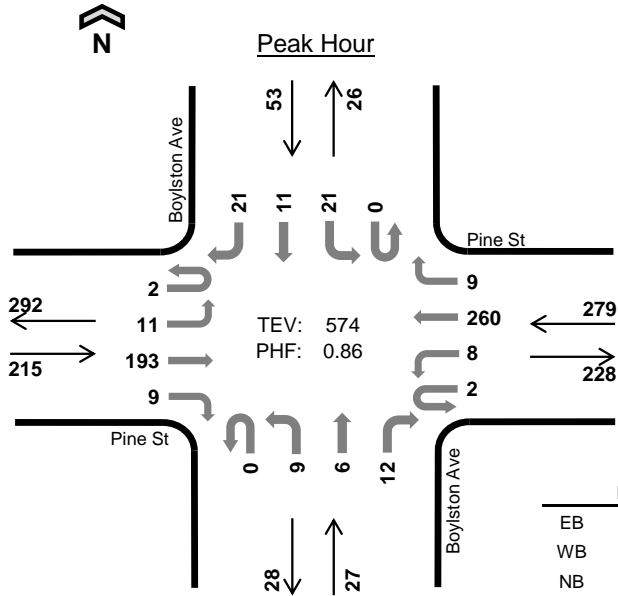 N
Peak Hour
53
26
Boylston Ave
21
11
21
0
Pine St
2
9
292
11
TEV: 574
260
279
215
193
PHF: 0.86
8
228
9
2
Pine St
0
9
6
12
Boylston Ave
28
27
EB
WB
NB